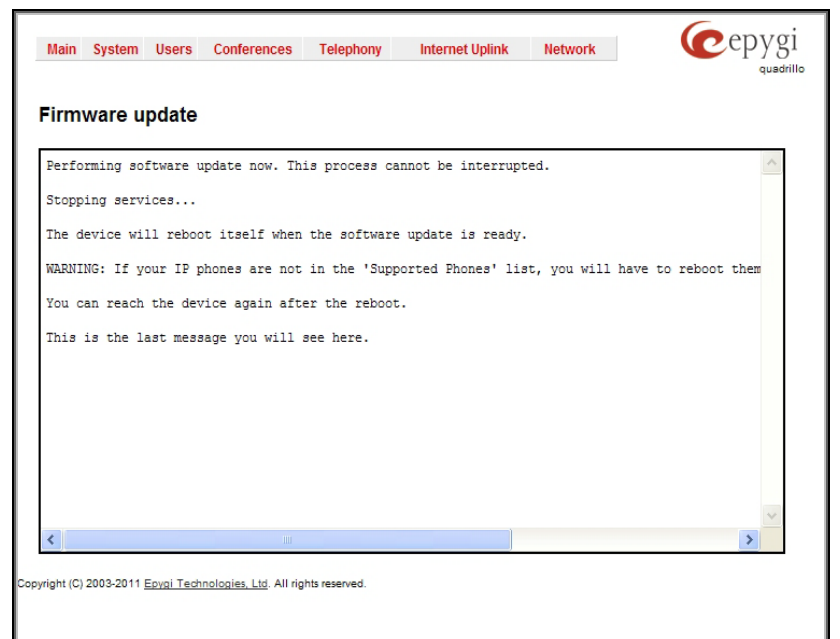 Main System Users Conferences Telephony Internet Uplink Network
epygi
quadrillo
Firmware update
Performing software update now. This process cannot be interrupted.
Stopping services...
The device will reboot itself when the software update is ready.
WARNING: If your IP phones are not in the 'Supported Phones' list, you will have to reboot them
You can reach the device again after the reboot.
This is the last message you will see here.
Copyright (C) 2003-2011 Epygi Technologies, Ltd. All rights reserved.